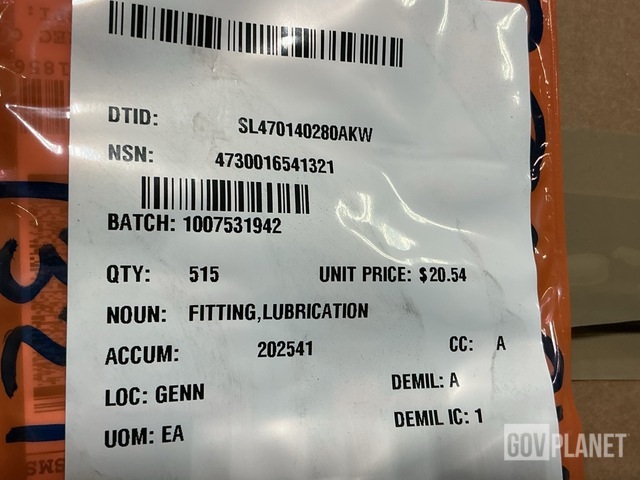 DTID: SL470140280AKW
NSN: 4730016541321
BATCH: 1007531942
QTY: 515 UNIT PRICE: $20.54
NOUN: FITTING,LUBRICATION
ACCUM: 202541 CC: A
LOC: GENN DEMIL: A
UOM: EA DEMIL IC: 1
GOVPLANET
1321